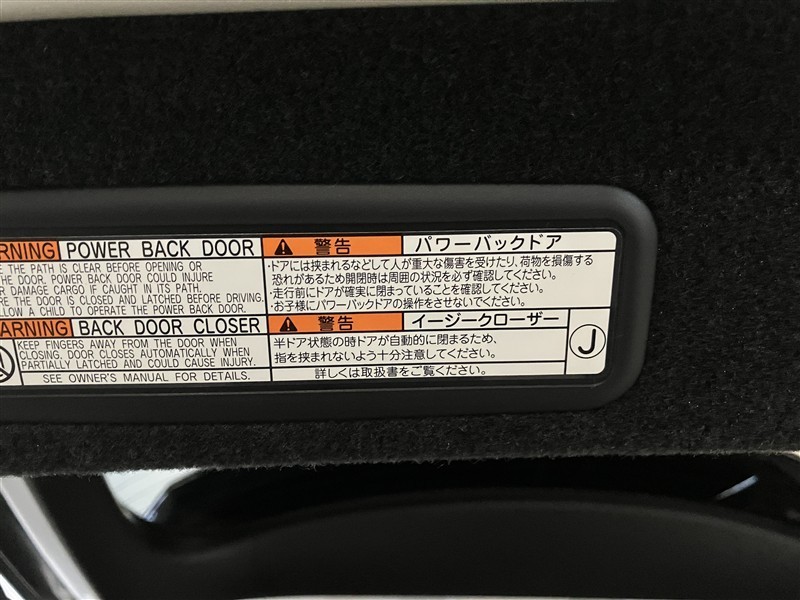 WARNING POWER BACK DOOR
THE PATH IS CLEAR BEFORE OPENING OR
THE DOOR. POWER BACK DOOR COULD INJURE
OR DAMAGE CARGO IF CAUGHT IN ITS PATH.
THE DOOR IS CLOSED AND LATCHED BEFORE DRIVING.
ALLOW A CHILD TO OPERATE THE POWER BACK DOOR.
WARNING BACK DOOR CLOSER
KEEP FINGERS AWAY FROM THE DOOR WHEN
CLOSING. DOOR CLOSES AUTOMATICALLY WHEN
PARTIALLY LATCHED AND COULD CAUSE INJURY.
SEE OWNER'S MANUAL FOR DETAILS.
警告 パワーバックドア
・ドアには挟まれるなどして人が重大な傷害を受けたり、荷物を損傷する
恐れがあるため開閉時は周囲の状況を必ず確認してください。
・走行前にドアが確実に閉まっていることを確認してください。
・お子様にパワーバックドアの操作をさせないでください。
警告 イージークローザー
半ドア状態の時ドアが自動的に閉まるため、
指を挟まれないよう十分注意してください。
詳しくは取扱書をご覧ください。
J